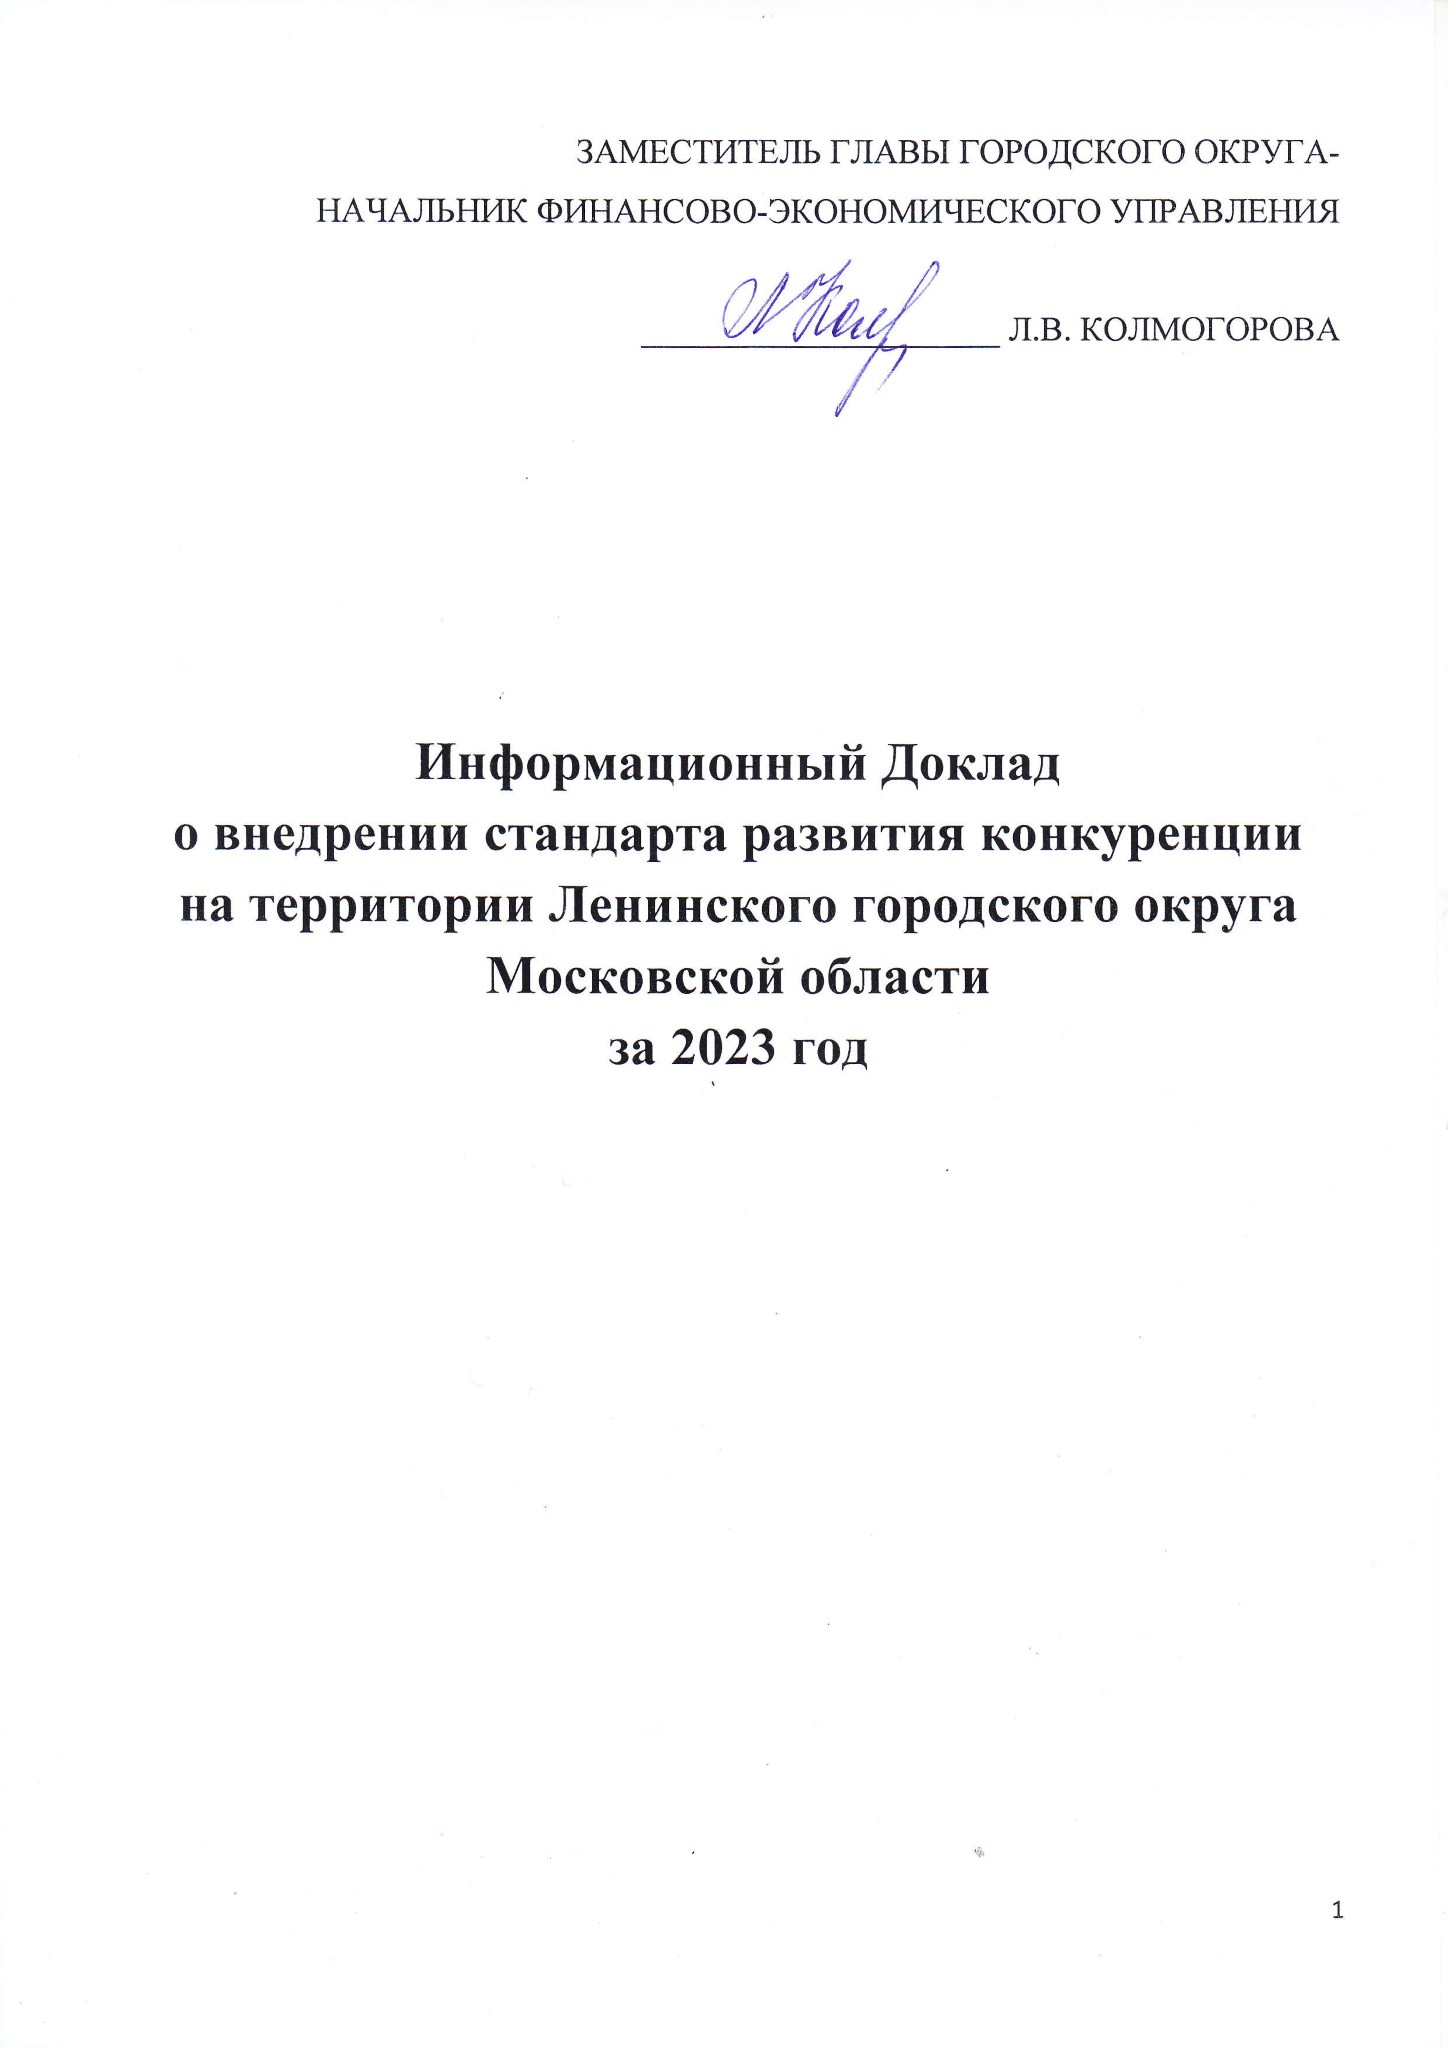 ЗАМЕСТИТЕЛЬ ГЛАВЫ ГОРОДСКОГО ОКРУГА-
НАЧАЛЬНИК ФИНАНСОВО-ЭКОНОМИЧЕСКОГО УПРАВЛЕНИЯ
Л.В. КОЛМОГОРОВА
Информационный Доклад
о внедрении стандарта развития конкуренции
на территории Ленинского городского округа
Московской области
за 2023 год
1